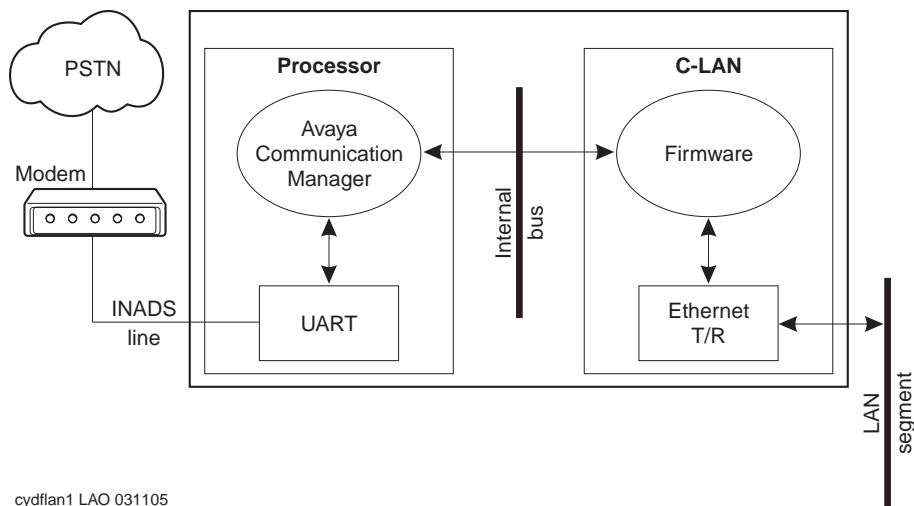 PSTN
Modem
INADS
line
Processor
Avaya
Communication
Manager
UART
Internal
bus
C-LAN
Firmware
Ethernet
T/R
LAN
segment
cydflan1 LAO 031105